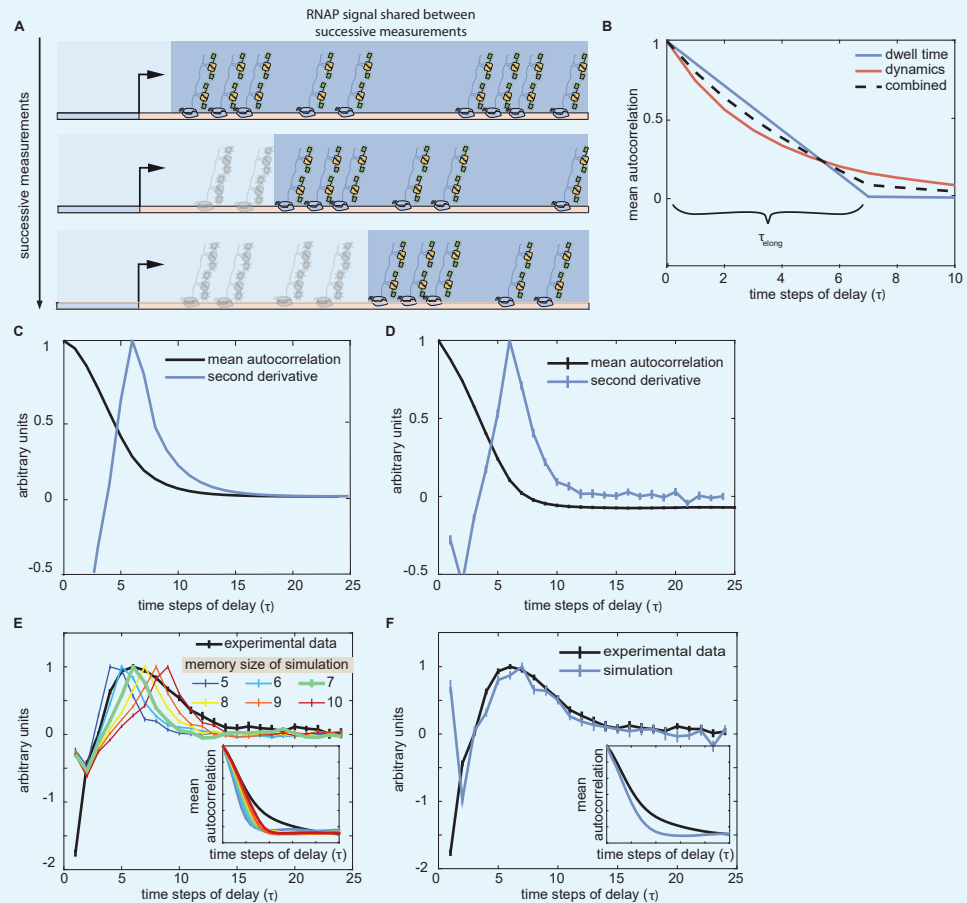 A
RNAP signal shared between
successive measurements
successive measurements
B
mean autocorrelation
1
0.5
0
dwell time
dynamics
combined
τelong
0 2 4 6 8 10
time steps of delay (τ)
C
arbitrary units
1
0.5
0
-0.5
mean autocorrelation
second derivative
0 5 10 15 20 25
time steps of delay (τ)
D
arbitrary units
1
0.5
0
-0.5
mean autocorrelation
second derivative
0 5 10 15 20 25
time steps of delay (τ)
E
arbitrary units
1
0
-1
-2
experimental data
memory size of simulation
5 6 7
8 9 10
mean
autocorrelation
time steps of delay (τ)
0 5 10 15 20 25
time steps of delay (τ)
F
arbitrary units
1
0
-1
-2
experimental data
simulation
mean
autocorrelation
time steps of delay (τ)
0 5 10 15 20 25
time steps of delay (τ)